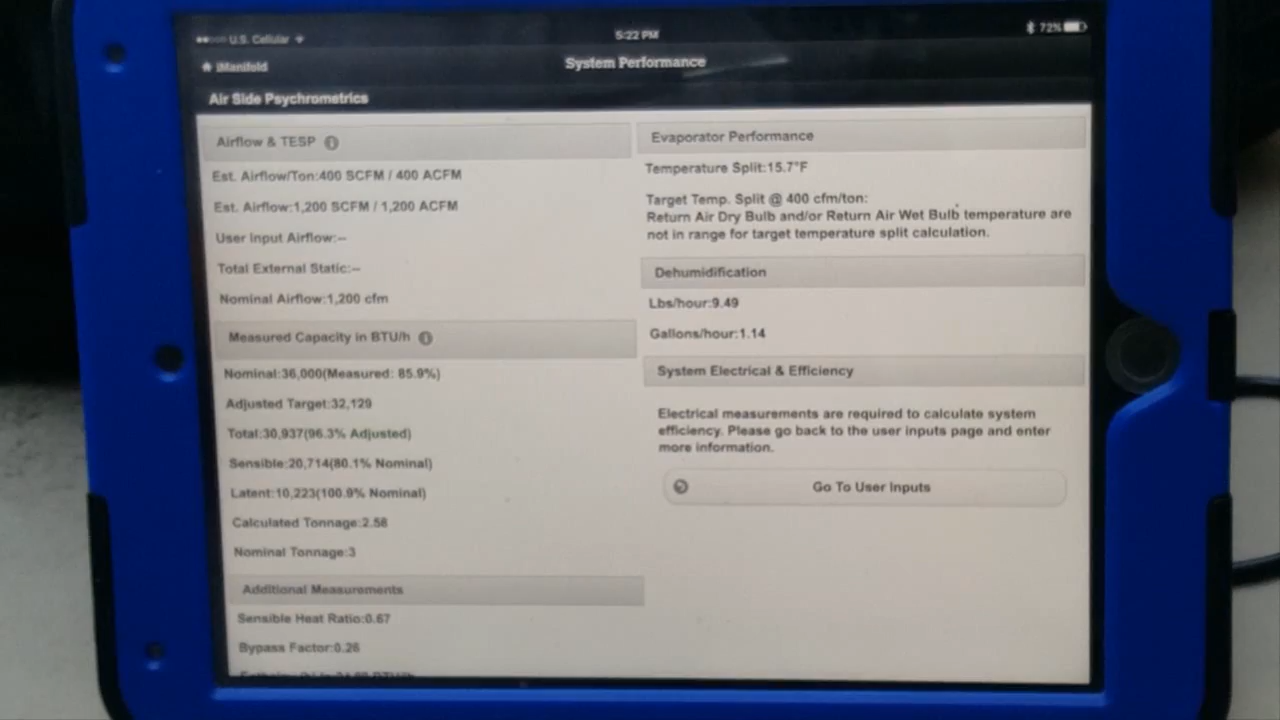 U.S. Cellular
5:22 PM
72%
iManifold
System Performance
Air Side Psychrometrics
Airflow & TESP
Est. Airflow/Ton:400 SCFM / 400 ACFM
Est. Airflow:1,200 SCFM / 1,200 ACFM
User Input Airflow:--
Total External Static:--
Nominal Airflow:1,200 cfm
Measured Capacity in BTU/h
Nominal:36,000(Measured: 85.9%)
Adjusted Target:32,129
Total:30,937(96.3% Adjusted)
Sensible:20,714(80.1% Nominal)
Latent:10,223(100.9% Nominal)
Calculated Tonnage:2.58
Nominal Tonnage:3
Additional Measurements
Sensible Heat Ratio:0.67
Bypass Factor:0.26
Evaporator Performance
Temperature Split:15.7°F
Target Temp. Split @ 400 cfm/ton:
Return Air Dry Bulb and/or Return Air Wet Bulb temperature are
not in range for target temperature split calculation.
Dehumidification
Lbs/hour:9.49
Gallons/hour:1.14
System Electrical & Efficiency
Electrical measurements are required to calculate system
efficiency. Please go back to the user inputs page and enter
more information.
Go To User Inputs